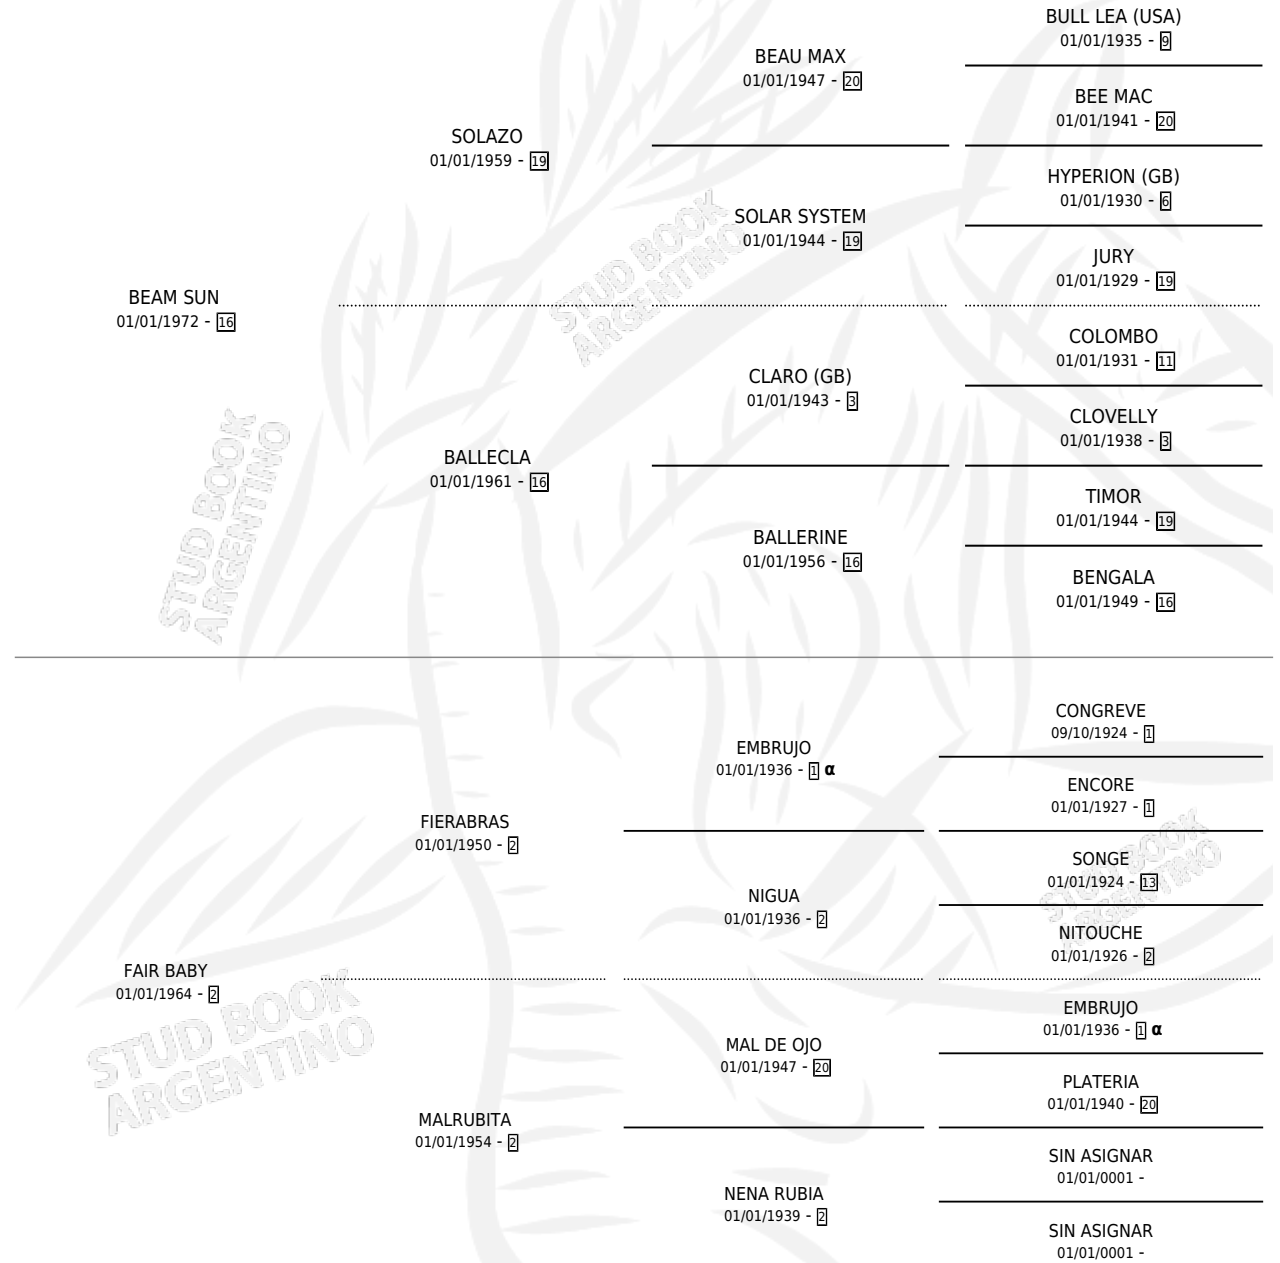 BULL LEA (USA)
01/01/1935 - 9
BEAU MAX
01/01/1947 - 20
BEE MAC
01/01/1941 - 20
SOLAZO
01/01/1959 - 19
HYPERION (GB)
01/01/1930 - 6
SOLAR SYSTEM
01/01/1944 - 19
JURY
01/01/1929 - 19
BEAM SUN
01/01/1972 - 16
COLOMBO
01/01/1931 - 11
CLARO (GB)
01/01/1943 - 3
CLOVELLY
01/01/1938 - 3
BALLECLA
01/01/1961 - 16
TIMOR
01/01/1944 - 19
BALLERINE
01/01/1956 - 16
BENGALA
01/01/1949 - 16
CONGREVE
09/10/1924 - 1
EMBRUJO
01/01/1936 - 1 α
ENCORE
01/01/1927 - 1
FIERABRAS
01/01/1950 - 2
SONGE
01/01/1924 - 13
NIGUA
01/01/1936 - 2
NITOUCHE
01/01/1926 - 2
FAIR BABY
01/01/1964 - 2
EMBRUJO
01/01/1936 - 1 α
MAL DE OJO
01/01/1947 - 20
PLATERIA
01/01/1940 - 20
MALRUBITA
01/01/1954 - 2
SIN ASIGNAR
01/01/0001 -
NENA RUBIA
01/01/1939 - 2
SIN ASIGNAR
01/01/0001 -
STUD BOOK
ARGENTINO
STUD BOOK
ARGENTINO
STUD BOOK
ARGENTINO
STUD BOOK
ARGENTINO